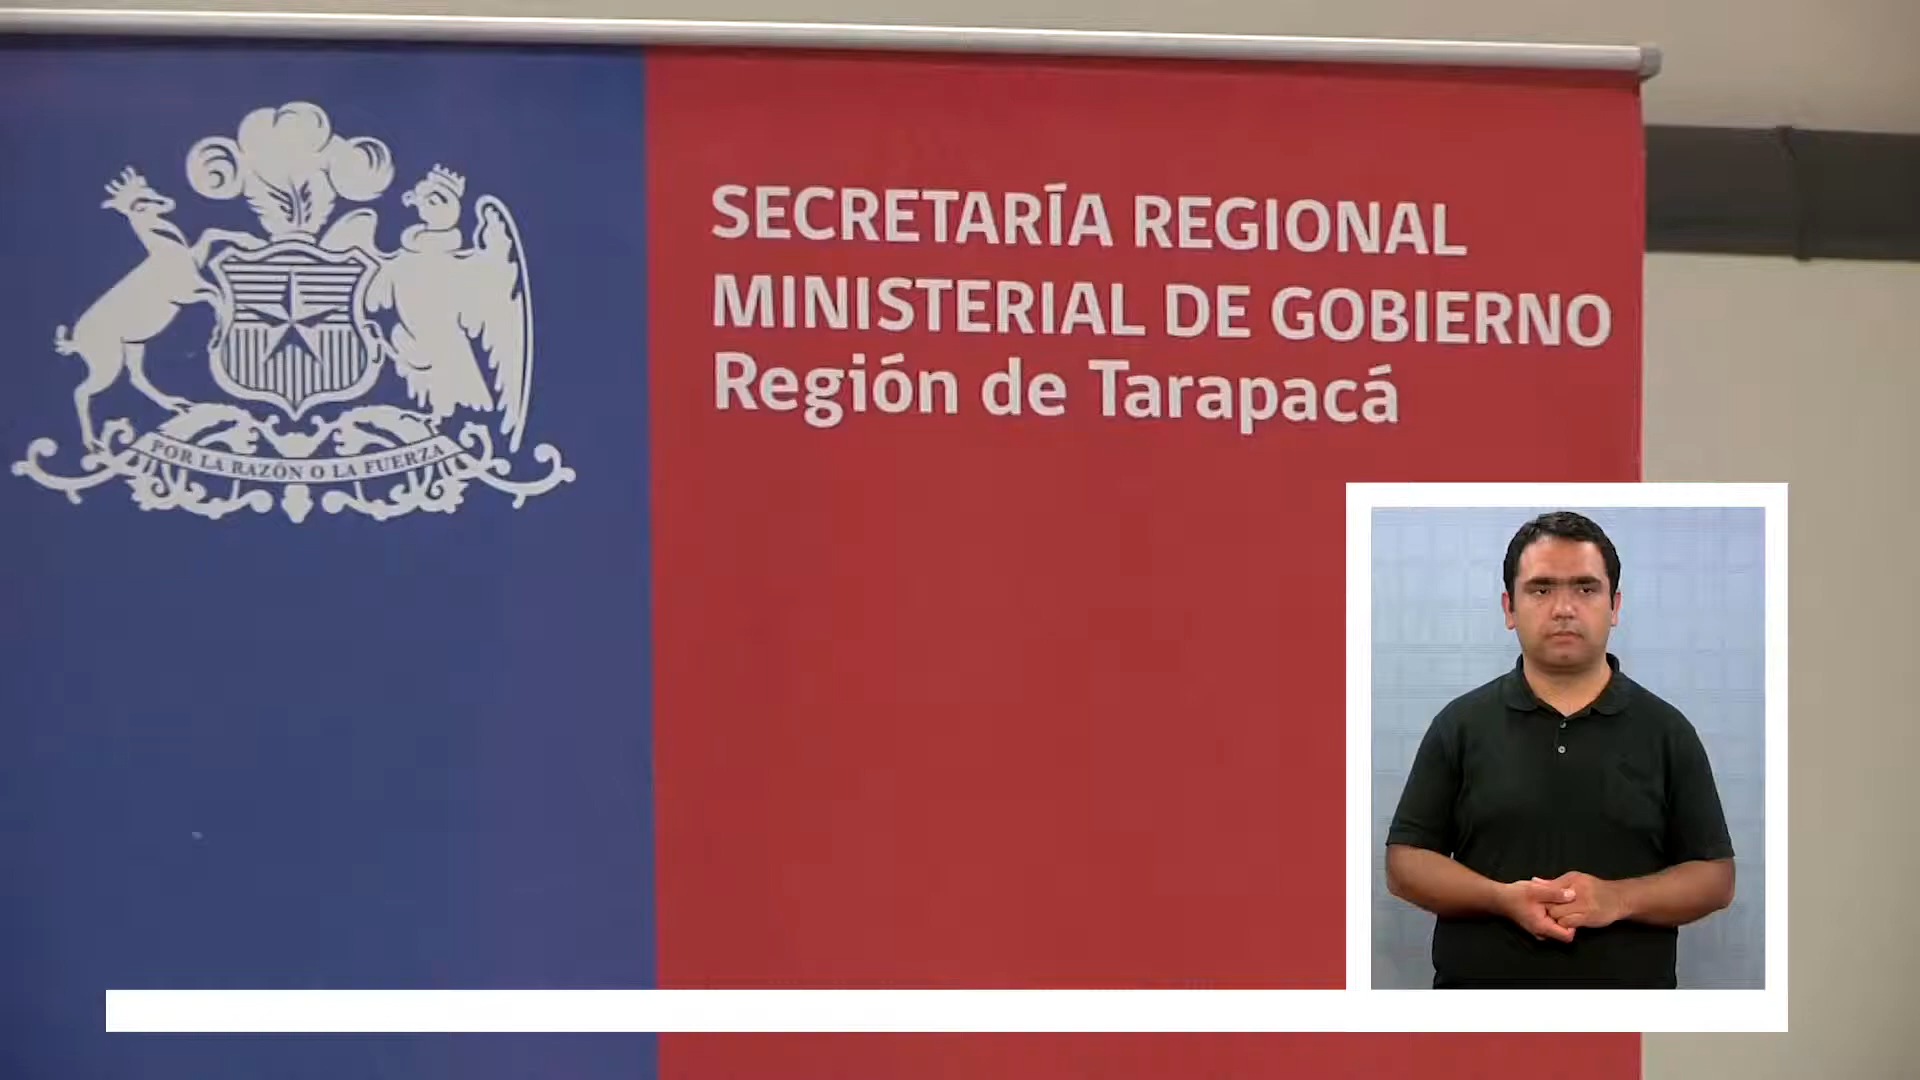 SECRETARÍA REGIONAL
MINISTERIAL DE GOBIERNO
Región de Tarapacá
POR LA RAZÓN O LA FUERZA